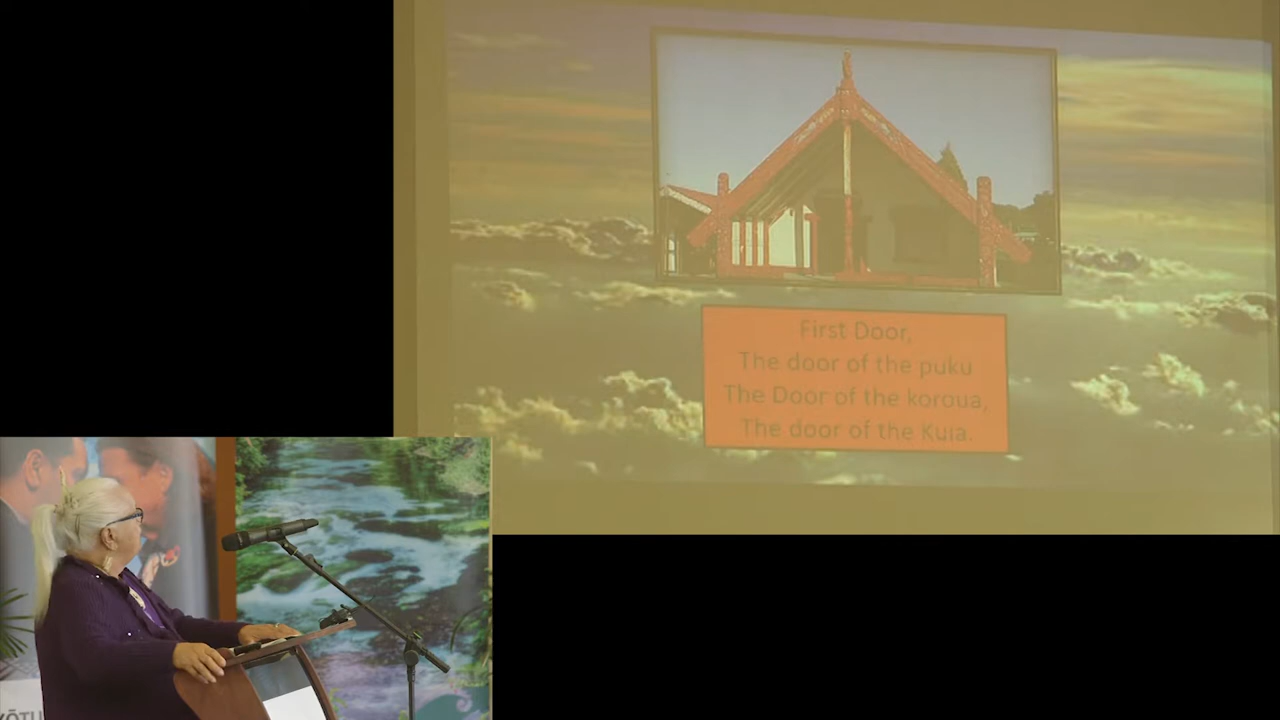 First Door,
The door of the puku
The Door of the koroua,
The door of the Kuia.